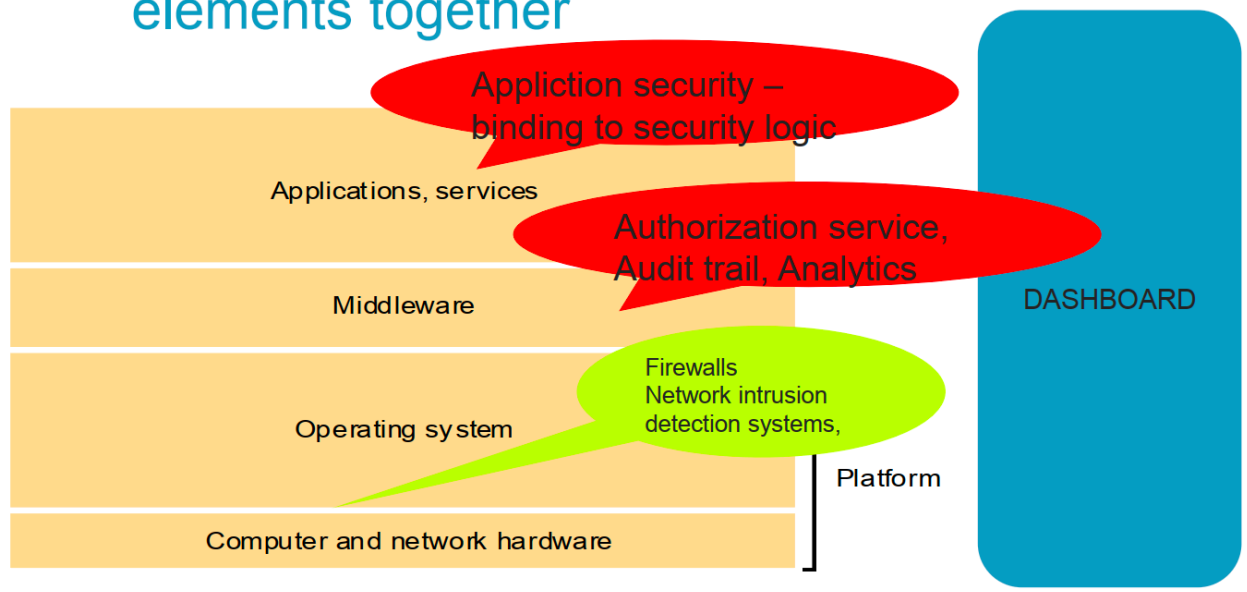 elements together
Appliction security –
binding to security logic
Applications, services
Authorization service,
Audit trail, Analytics
Middleware
DASHBOARD
Firewalls
Network intrusion
detection systems,
Operating system
Platform
Computer and network hardware